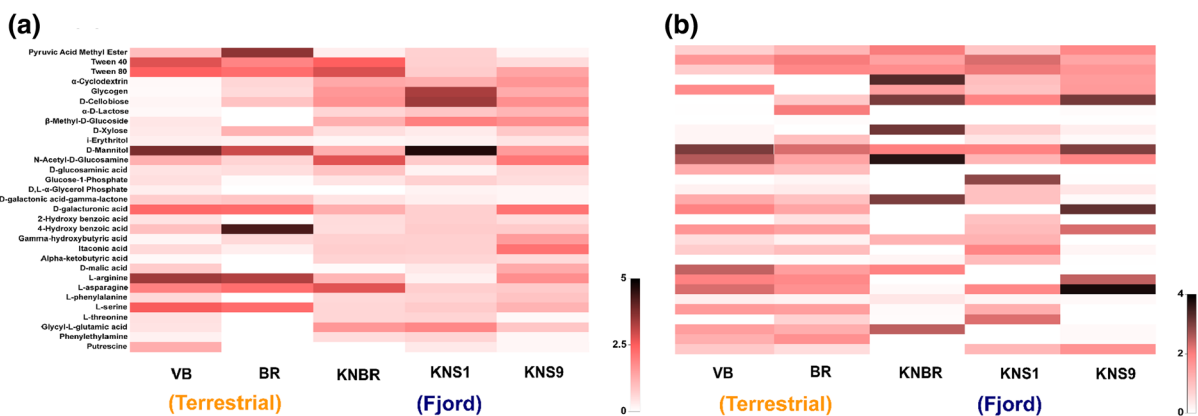 (a)
Pyruvic Acid Methyl Ester
Tween 40
Tween 80
α-Cyclodextrin
Glycogen
D-Cellobiose
α-D-Lactose
β-Methyl-D-Glucoside
D-Xylose
i-Erythritol
D-Mannitol
N-Acetyl-D-Glucosamine
D-glucosaminic acid
Glucose-1-Phosphate
D,L-α-Glycerol Phosphate
D-galactonic acid-gamma-lactone
D-galacturonic acid
2-Hydroxy benzoic acid
4-Hydroxy benzoic acid
Gamma-hydroxybutyric acid
Itaconic acid
Alpha-ketobutyric acid
D-malic acid
L-arginine
L-asparagine
L-phenylalanine
L-serine
L-threonine
Glycyl-L-glutamic acid
Phenylethylamine
Putrescine
VB BR KNBR KNS1 KNS9
(Terrestrial) (Fjord)
5
2.5
0
(b)
VB BR KNBR KNS1 KNS9
(Terrestrial) (Fjord)
4
2
0